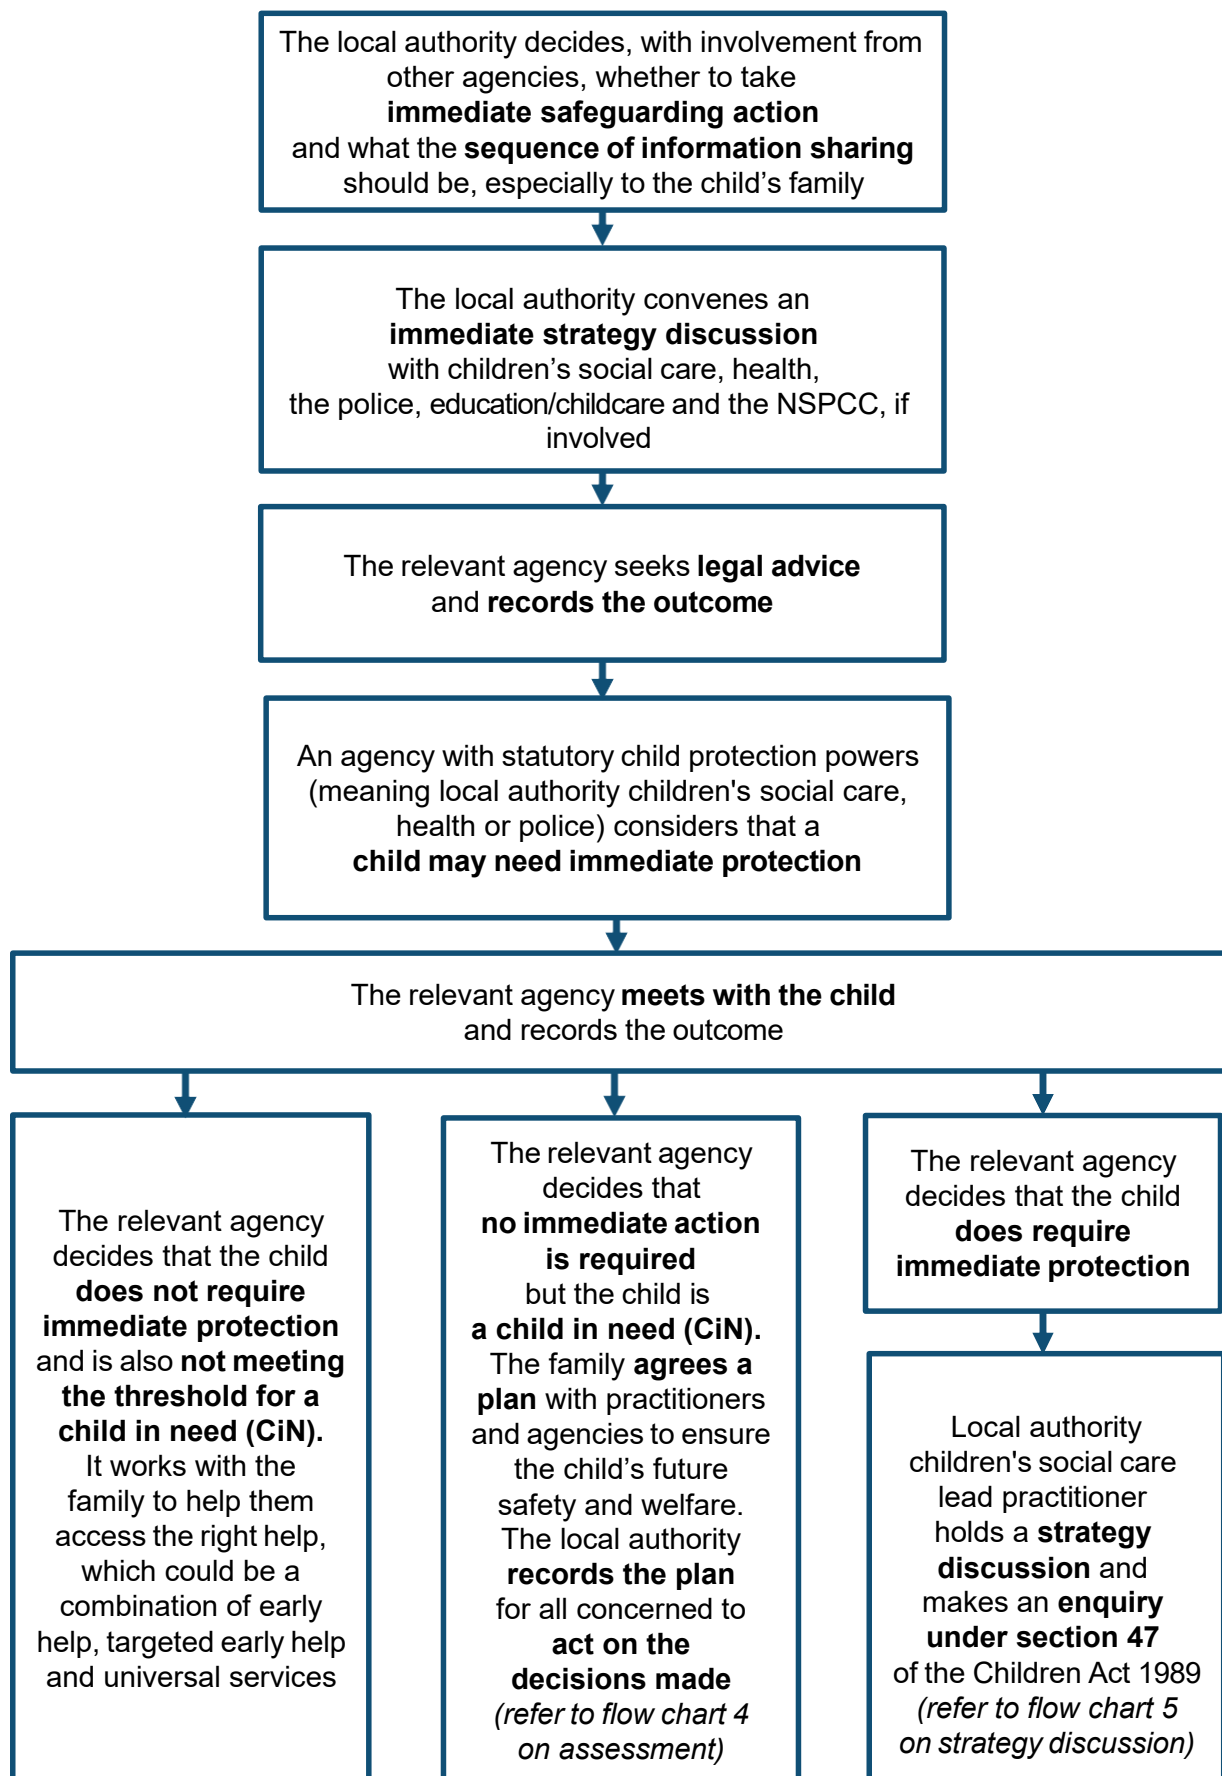 The local authority decides, with involvement from
other agencies, whether to take
immediate safeguarding action
and what the sequence of information sharing
should be, especially to the child’s family
The local authority convenes an
immediate strategy discussion
with children’s social care, health,
the police, education/childcare and the NSPCC, if
involved
The relevant agency seeks legal advice
and records the outcome
An agency with statutory child protection powers
(meaning local authority children's social care,
health or police) considers that a
child may need immediate protection
The relevant agency meets with the child
and records the outcome
The relevant agency
decides that the child
does not require
immediate protection
and is also not meeting
the threshold for a
child in need (CiN).
It works with the
family to help them
access the right help,
which could be a
combination of early
help, targeted early help
and universal services
The relevant agency
decides that
no immediate action
is required
but the child is
a child in need (CiN).
The family agrees a
plan with practitioners
and agencies to ensure
the child’s future
safety and welfare.
The local authority
records the plan
for all concerned to
act on the
decisions made
(refer to flow chart 4
on assessment)
The relevant agency
decides that the child
does require
immediate protection
Local authority
children's social care
lead practitioner
holds a strategy
discussion and
makes an enquiry
under section 47
of the Children Act 1989
(refer to flow chart 5
on strategy discussion)